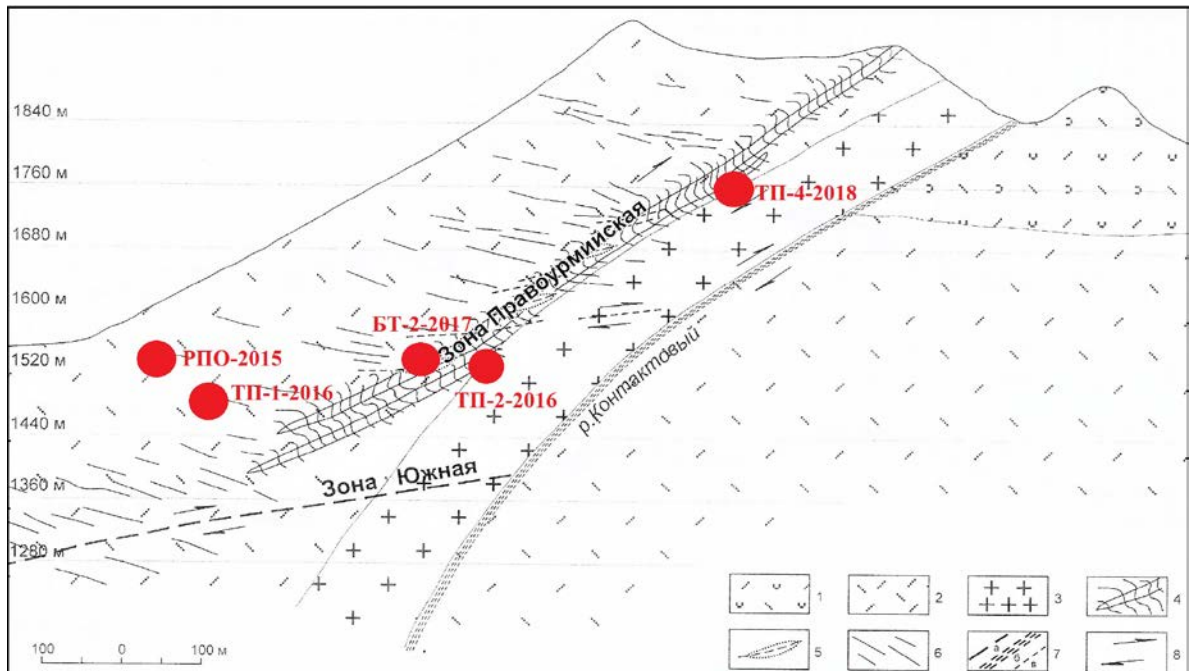 1840 м
1760 м
ТП-4-2018
1680 м
Зона Правоурмийская
1600 м
БТ-2-2017
1520 м
РПО-2015
ТП-1-2016
ТП-2-2016
р.Контактовый
1440 м
Зона Южная
1360 м
1280 м
1
2
3
4
5
6
а
б
в
7
8
100 0 100 м